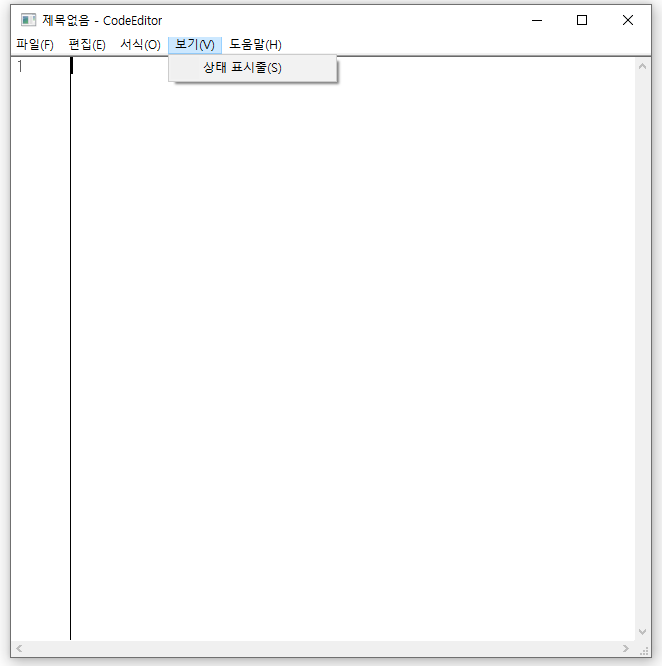 제목없음 - CodeEditor
파일(F) 편집(E) 서식(O) 보기(V) 도움말(H)
상태 표시줄(S)
1